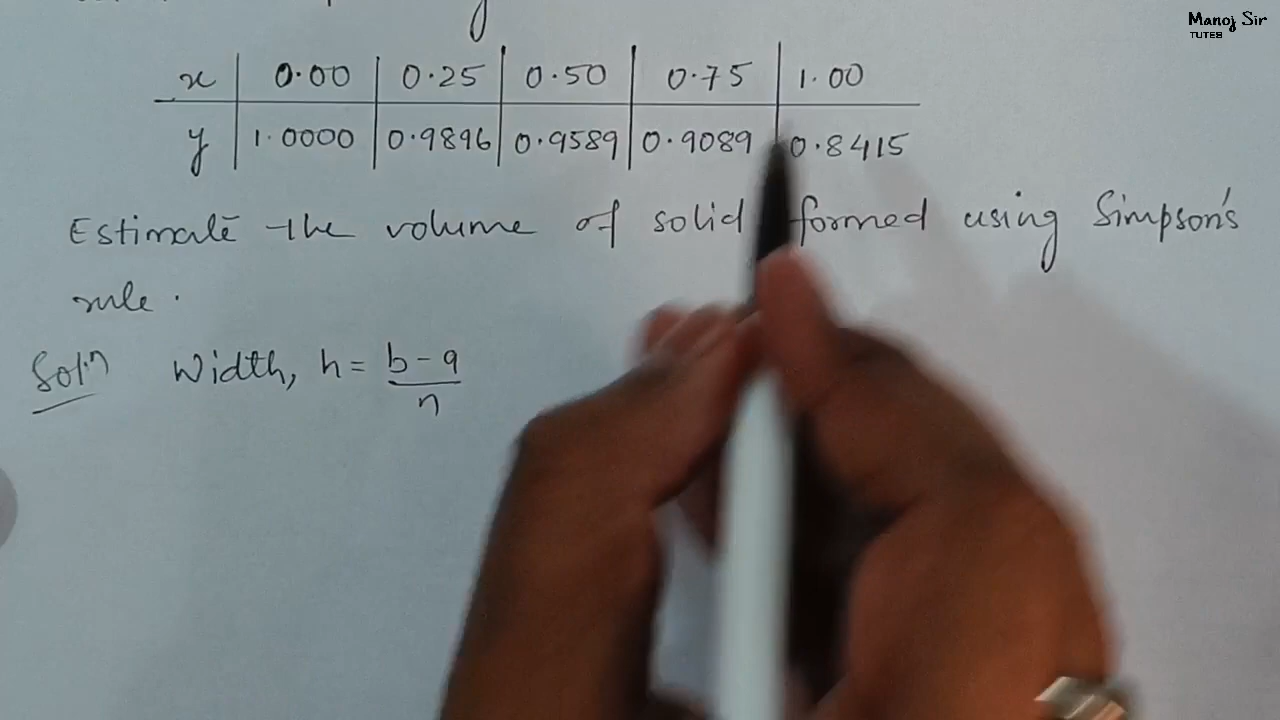 Manoj Sir
TUTES
x 0.00 0.25 0.50 0.75 1.00
y 1.0000 0.9896 0.9589 0.9089 0.8415
Estimate the volume of solid formed using Simpson's
rule.
Sol:n Width, h = b - a
n